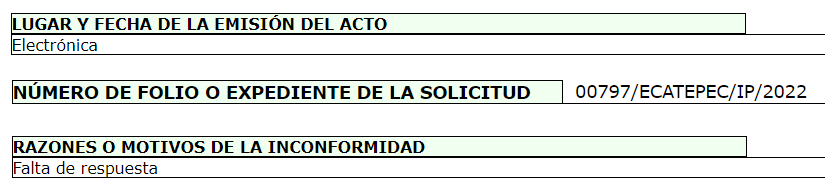 LUGAR Y FECHA DE LA EMISIÓN DEL ACTO
Electrónica
NÚMERO DE FOLIO O EXPEDIENTE DE LA SOLICITUD 00797/ECATEPEC/IP/2022
RAZONES O MOTIVOS DE LA INCONFORMIDAD
Falta de respuesta